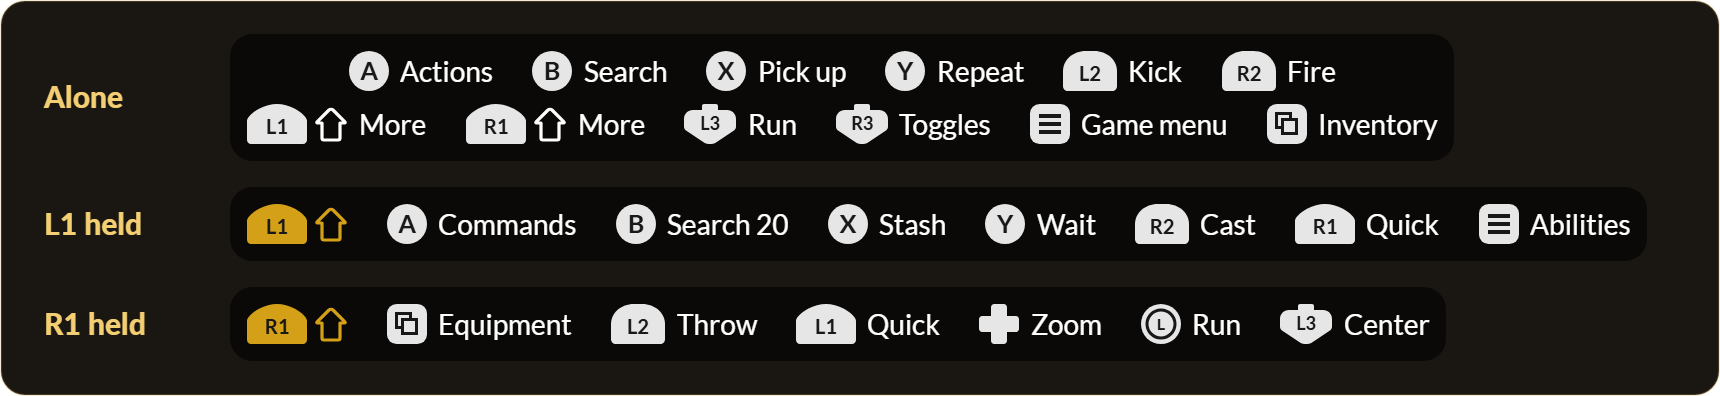 Alone
A Actions B Search X Pick up Y Repeat L2 Kick R2 Fire
L1 More R1 More L3 Run R3 Toggles Game menu Inventory
L1 held L1 A Commands B Search 20 X Stash Y Wait R2 Cast R1 Quick Abilities
R1 held R1 Equipment L2 Throw L1 Quick Zoom L Run L3 Center